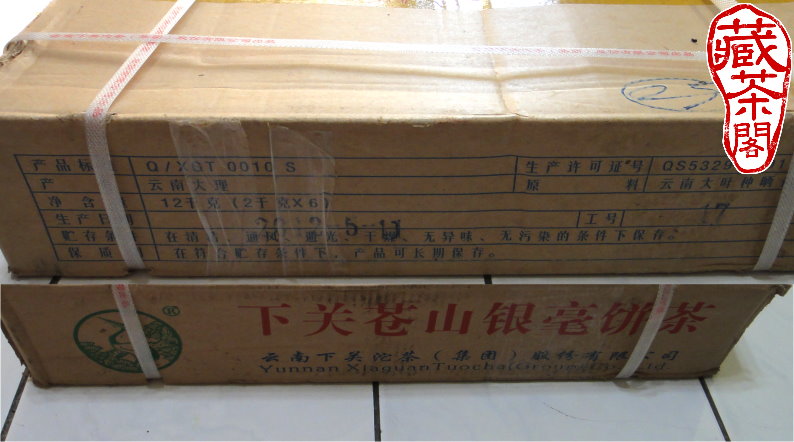 藏茶閣
产品标 Q/XGT 0010 S 生产许可证号 QS5329
产 云南大理 原 料 云南大叶种晒
净含 12千克（2千克X6）
生产日期 2012.5.11 工号 17
贮存条 在清 通风、避光、干燥、无异味、无污染的条件下保存。
保质 在符合贮存条件下，产品可长期保存。
® 下关苍山银毫饼茶
云南下关沱茶（集团）股份有限公司
Yunnan XiaguanTuocha(Group)Co.,Ltd.